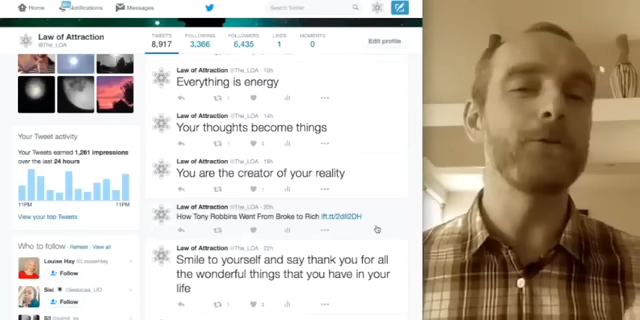 Home
Notifications
Messages
Search Twitter
Law of Attraction
@The_LOA
TWEETS
FOLLOWING
FOLLOWERS
LIKES
MOMENTS
8,917
3,366
6,435
1
0
Edit profile
Your Tweet activity
Your Tweets earned 1,261 impressions
over the last 24 hours
11PM
11PM
View your top Tweets
Who to follow · Refresh · View all
Louise Hay @LouiseHay
Follow
Sixi
Follow
Law of Attraction @The_LOA
Everything is energy
1
Law of Attraction @The_LOA · 14h
Your thoughts become things
Law of Attraction @The_LOA
You are the creator of your reality
Law of Attraction @The_LOA · 20h
How Tony Robbins Went From Broke to Rich
Law of Attraction @The_LOA · 22h
Smile to yourself and say thank you for all
the wonderful things that you have in your
life